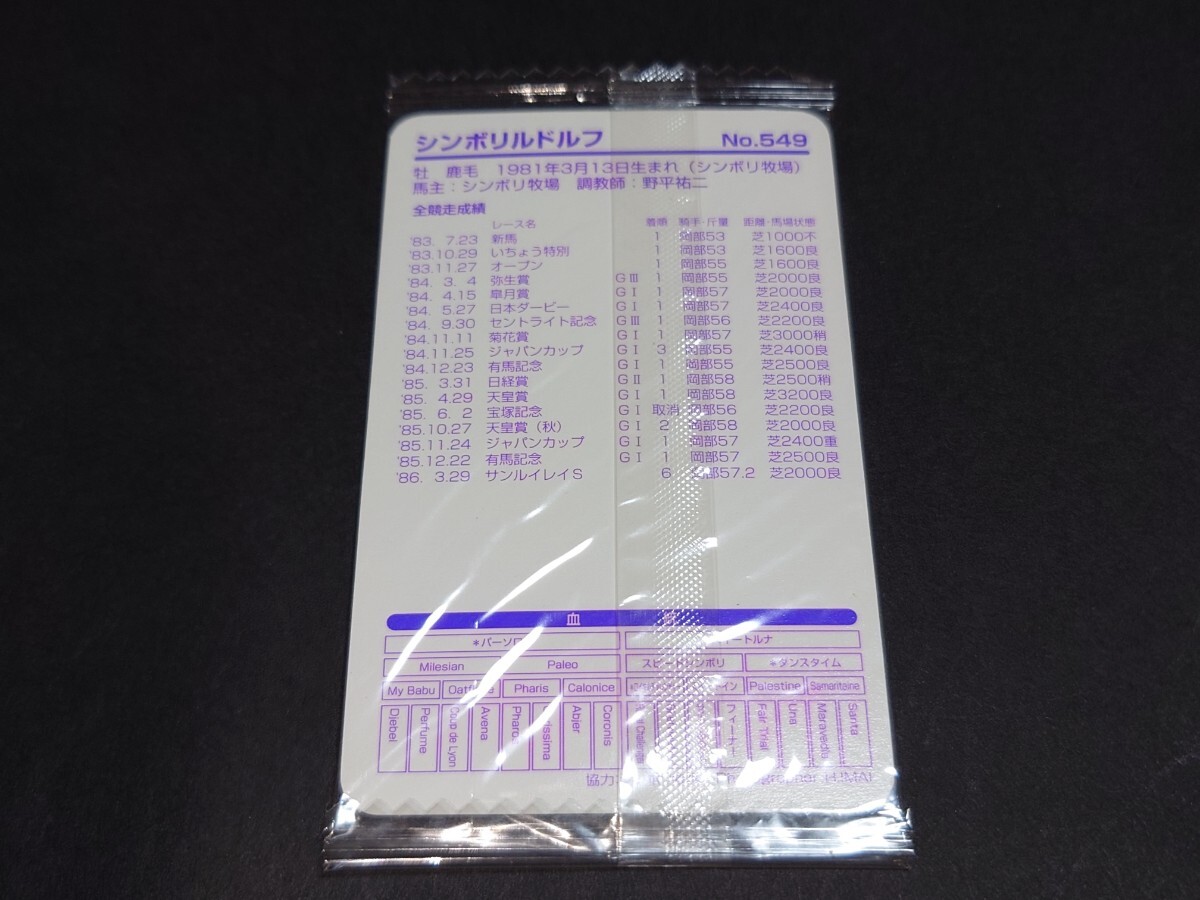 シンボリルドルフ No.549
牡 鹿毛 1981年3月13日生まれ（シンボリ牧場）
馬主：シンボリ牧場 調教師：野平祐二
全競走成績
レース名 着順 騎手・斤量 距離・馬場状態
'83. 7.23 新馬 1 岡部53 芝1000不
'83.10.29 いちょう特別 1 岡部53 芝1600良
'83.11.27 オープン 1 岡部55 芝1600良
'84. 3. 4 弥生賞 GⅢ 1 岡部55 芝2000良
'84. 4.15 皐月賞 GⅠ 1 岡部57 芝2000良
'84. 5.27 日本ダービー GⅠ 1 岡部57 芝2400良
'84. 9.30 セントライト記念 GⅢ 1 岡部56 芝2200良
'84.11.11 菊花賞 GⅠ 1 岡部57 芝3000稍
'84.11.25 ジャパンカップ GⅠ 3 岡部55 芝2400良
'84.12.23 有馬記念 GⅠ 1 岡部55 芝2500良
'85. 3.31 日経賞 GⅡ 1 岡部58 芝2500稍
'85. 4.29 天皇賞 GⅠ 1 岡部58 芝3200良
'85. 6. 2 宝塚記念 GⅠ 取消 岡部56 芝2200良
'85.10.27 天皇賞（秋） GⅠ 2 岡部58 芝2000良
'85.11.24 ジャパンカップ GⅠ 1 岡部57 芝2400重
'85.12.22 有馬記念 GⅠ 1 岡部57 芝2500良
'86. 3.29 サンルイレイS 6 岡部57.2 芝2000良
血
*パーソロ
Milesian Paleo スピードシンボリ *ダンスタイム
My Babu Pharis Calonice Palestine Samaritaine
Djebel Perfume Coup de Lyon Avena Abjer Coronis Fair Trial Una Maravedis Santa
協力: